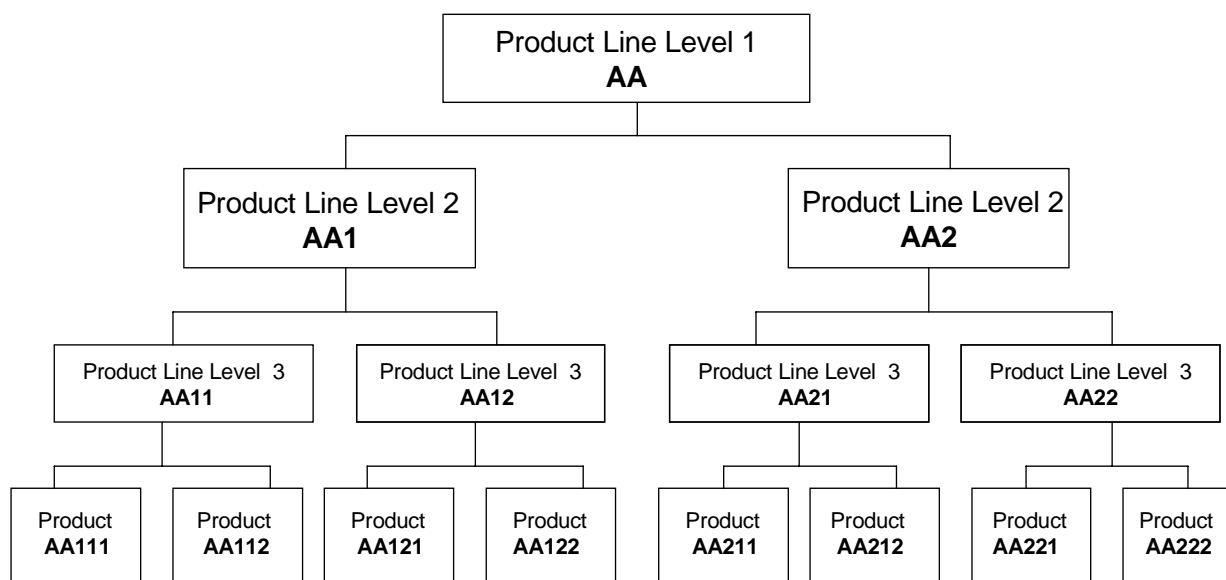 Product Line Level 1
AA
Product Line Level 2
AA1
Product Line Level 2
AA2
Product Line Level 3
AA11
Product Line Level 3
AA12
Product Line Level 3
AA21
Product Line Level 3
AA22
Product
AA111
Product
AA112
Product
AA121
Product
AA122
Product
AA211
Product
AA212
Product
AA221
Product
AA222